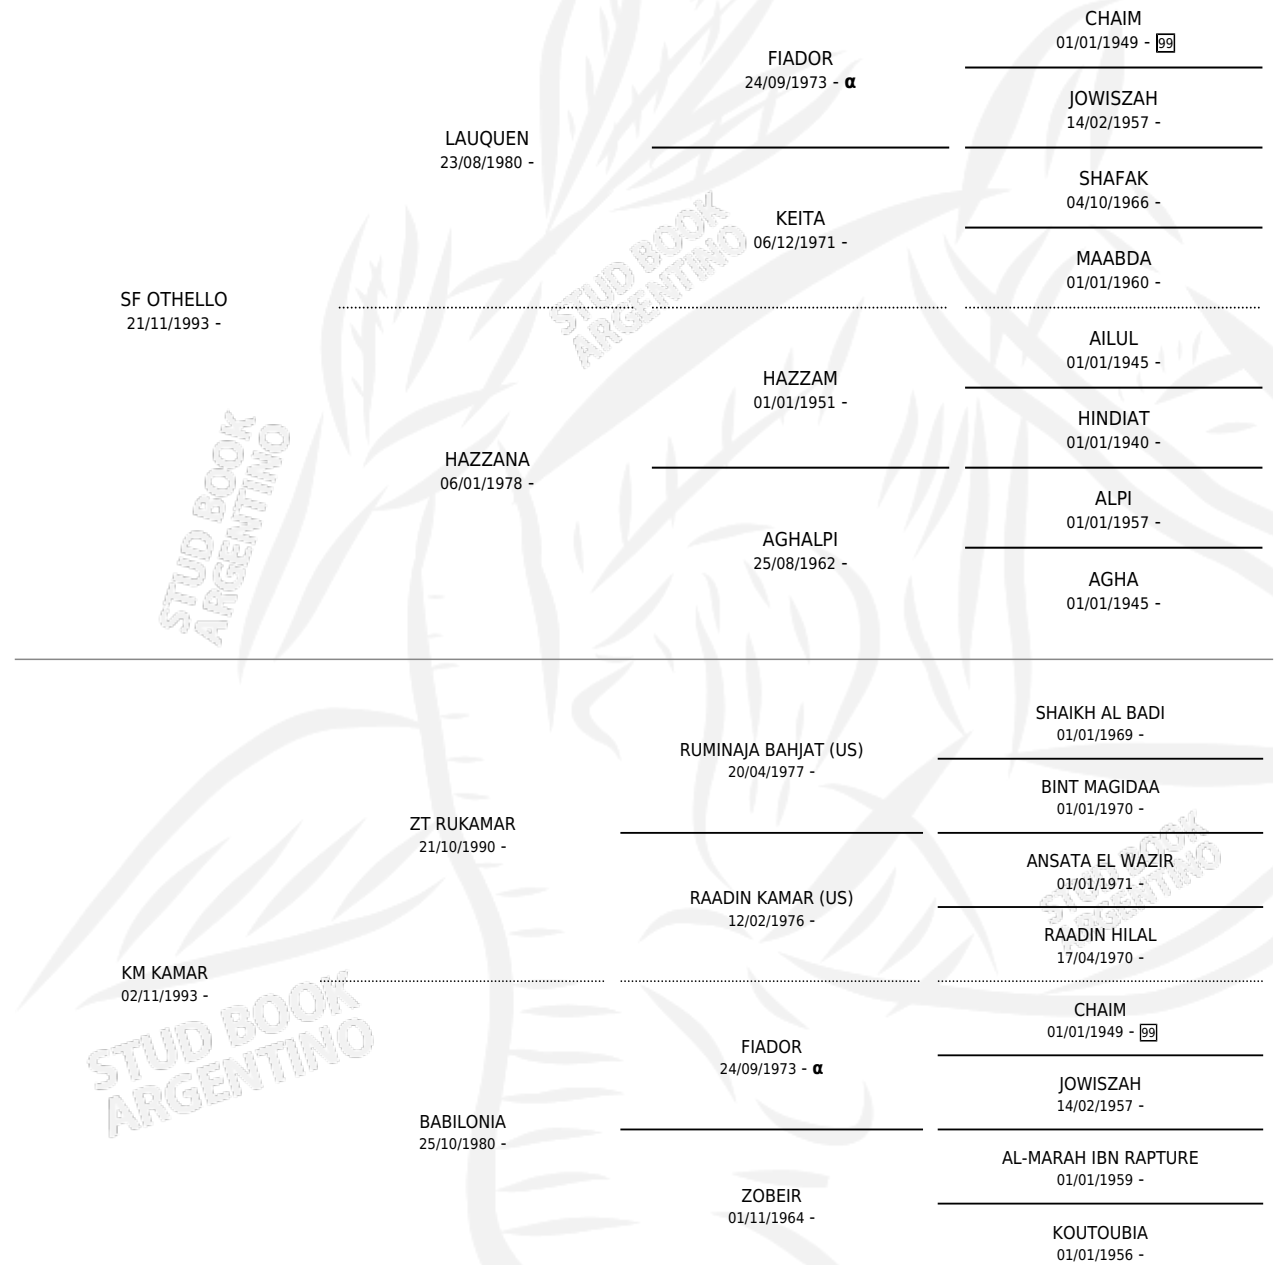 CHAIM
01/01/1949 - 99
FIADOR
24/09/1973 - α
JOWISZAH
14/02/1957 -
LAUQUEN
23/08/1980 -
SHAFAK
04/10/1966 -
KEITA
06/12/1971 -
MAABDA
01/01/1960 -
SF OTHELLO
21/11/1993 -
AILUL
01/01/1945 -
HAZZAM
01/01/1951 -
HINDIAT
01/01/1940 -
HAZZANA
06/01/1978 -
ALPI
01/01/1957 -
AGHALPI
25/08/1962 -
AGHA
01/01/1945 -
STUD BOOK
ARGENTINO
STUD BOOK
ARGENTINO
SHAIKH AL BADI
01/01/1969 -
RUMINAJA BAHJAT (US)
20/04/1977 -
BINT MAGIDAA
01/01/1970 -
ZT RUKAMAR
21/10/1990 -
ANSATA EL WAZIR
01/01/1971 -
RAADIN KAMAR (US)
12/02/1976 -
RAADIN HILAL
17/04/1970 -
KM KAMAR
02/11/1993 -
CHAIM
01/01/1949 - 99
FIADOR
24/09/1973 - α
JOWISZAH
14/02/1957 -
BABILONIA
25/10/1980 -
AL-MARAH IBN RAPTURE
01/01/1959 -
ZOBEIR
01/11/1964 -
KOUTOUBIA
01/01/1956 -
STUD BOOK
ARGENTINO
STUD BOOK
ARGENTINO